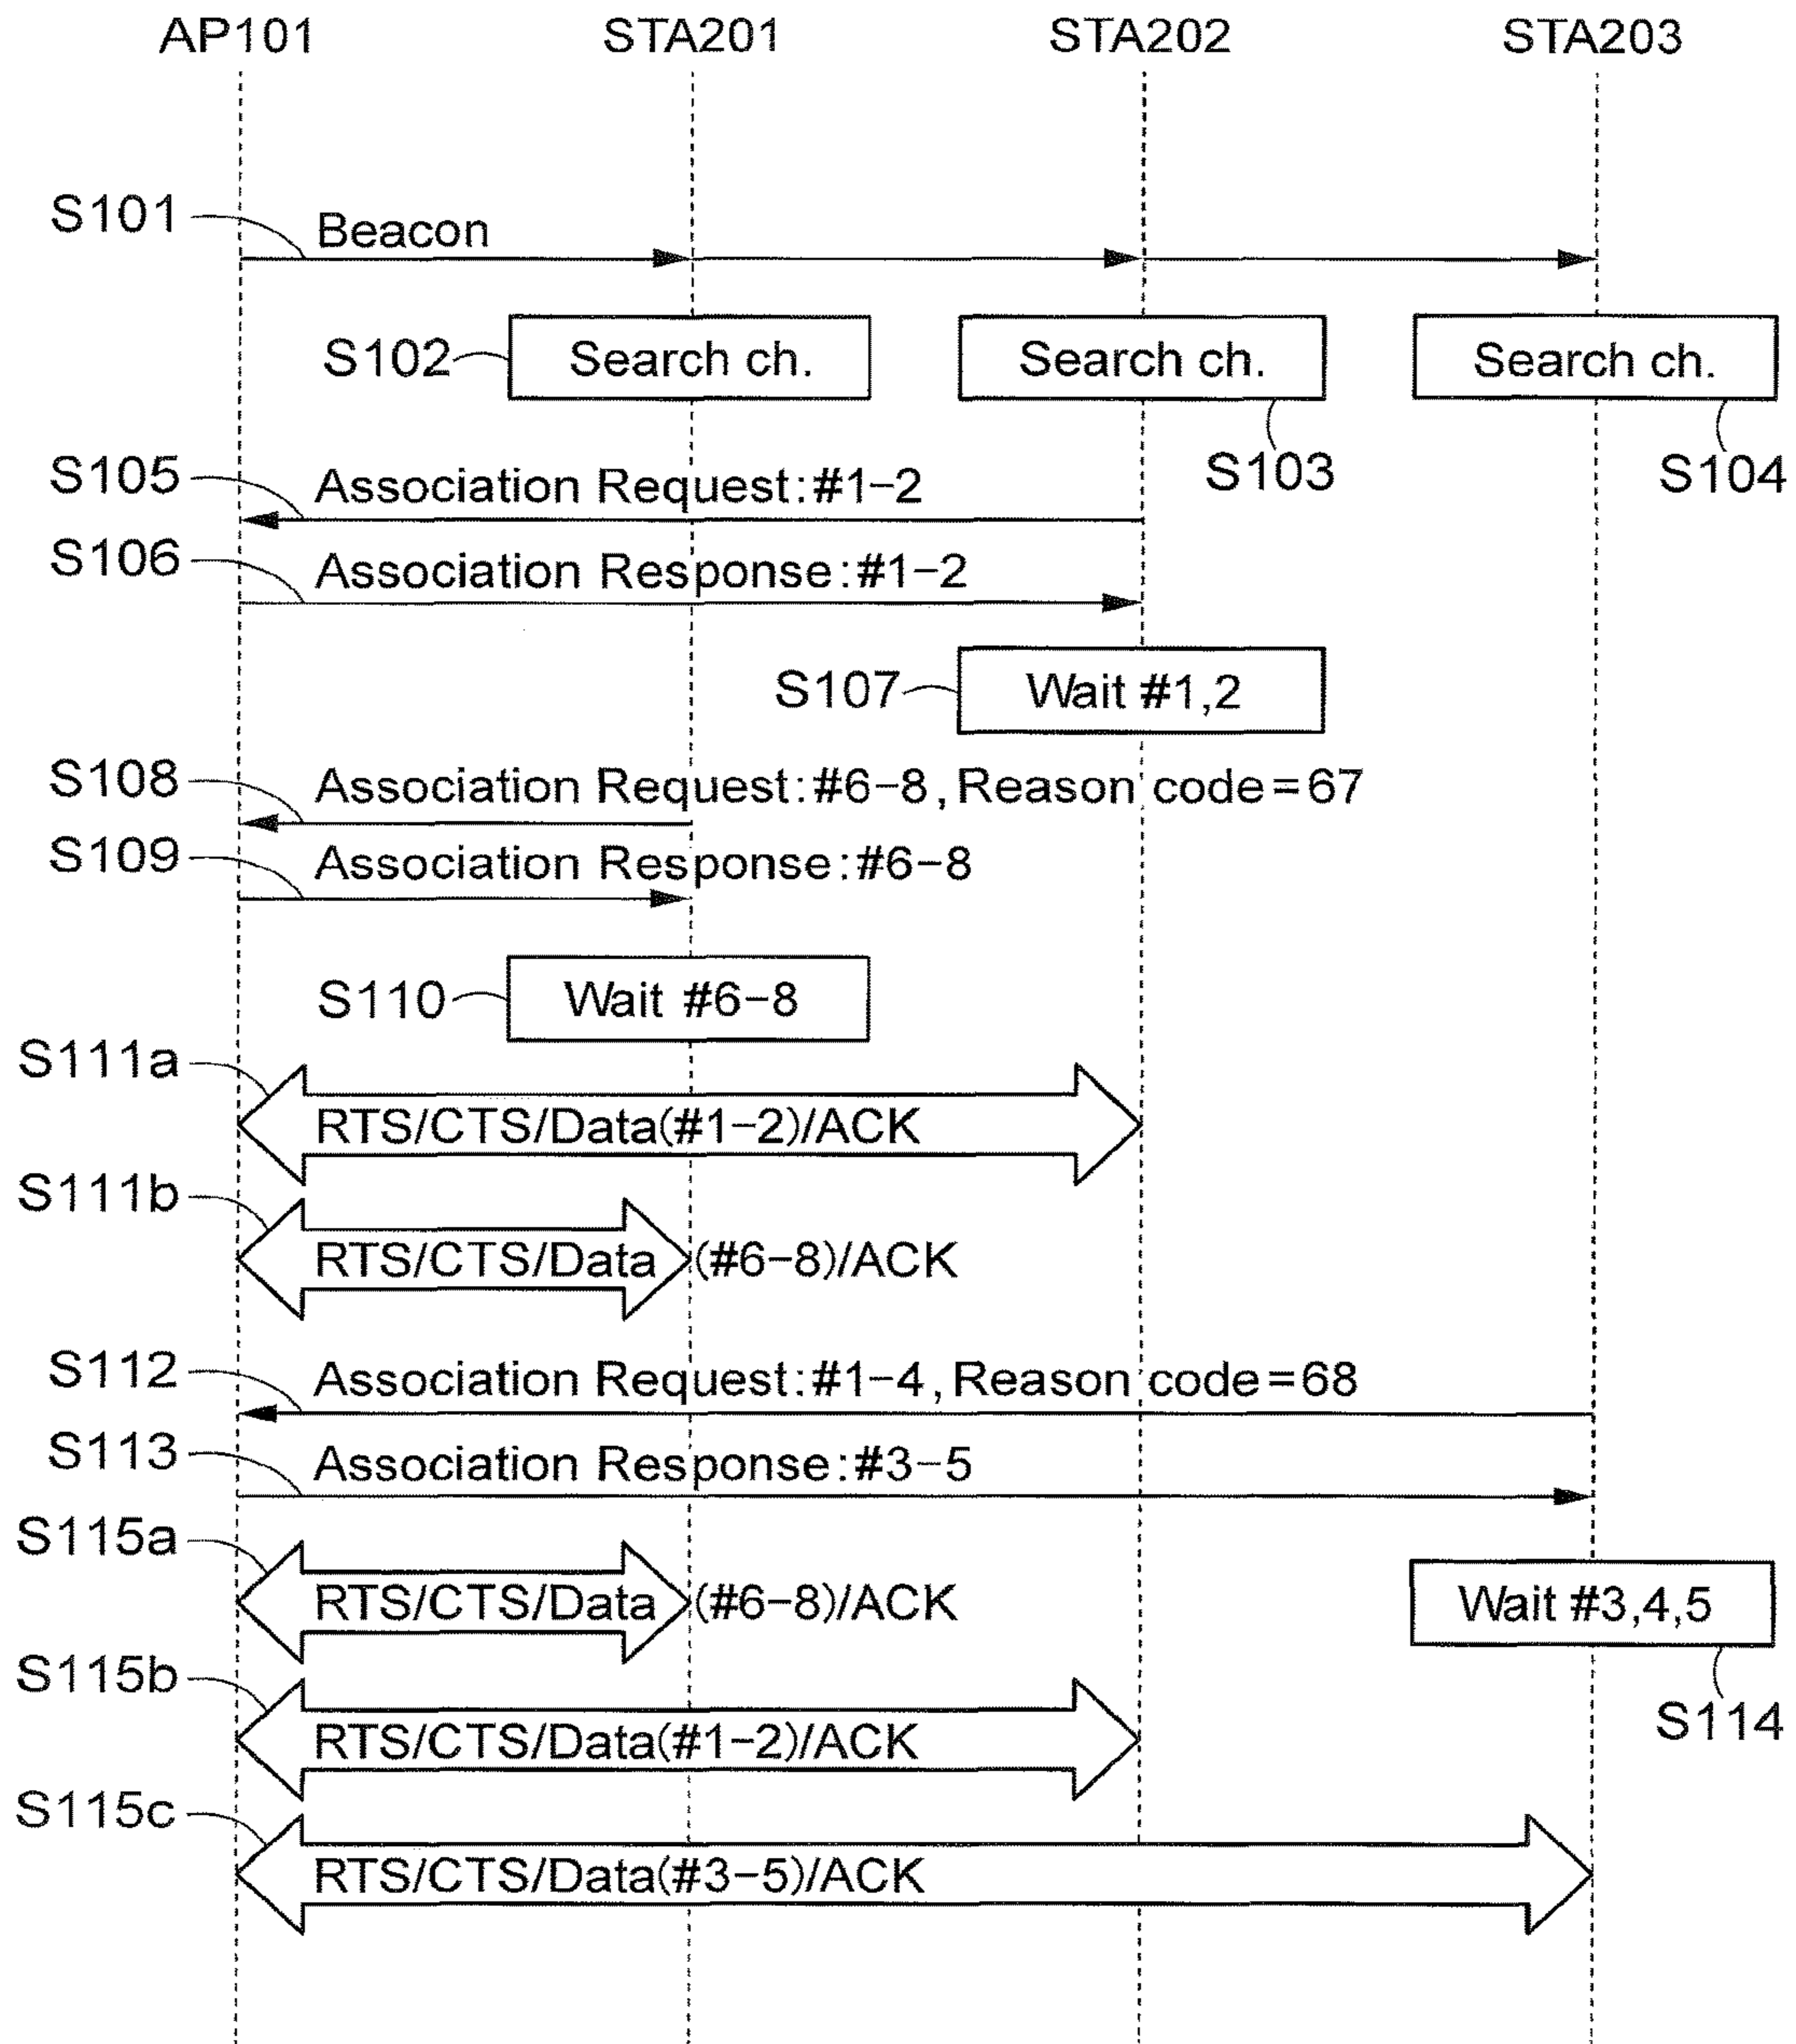 AP101 STA201 STA202 STA203
S101 Beacon
S102 Search ch. Search ch. Search ch.
S103 S104
S105 Association Request:#1-2
S106 Association Response:#1-2
S107 Wait #1,2
S108 Association Request:#6-8, Reason code=67
S109 Association Response:#6-8
S110 Wait #6-8
S111a
RTS/CTS/Data(#1-2)/ACK
S111b
RTS/CTS/Data (#6-8)/ACK
S112 Association Request:#1-4, Reason code=68
S113 Association Response:#3-5
S115a
RTS/CTS/Data (#6-8)/ACK Wait #3,4,5
S115b
S114
RTS/CTS/Data(#1-2)/ACK
S115c
RTS/CTS/Data(#3-5)/ACK